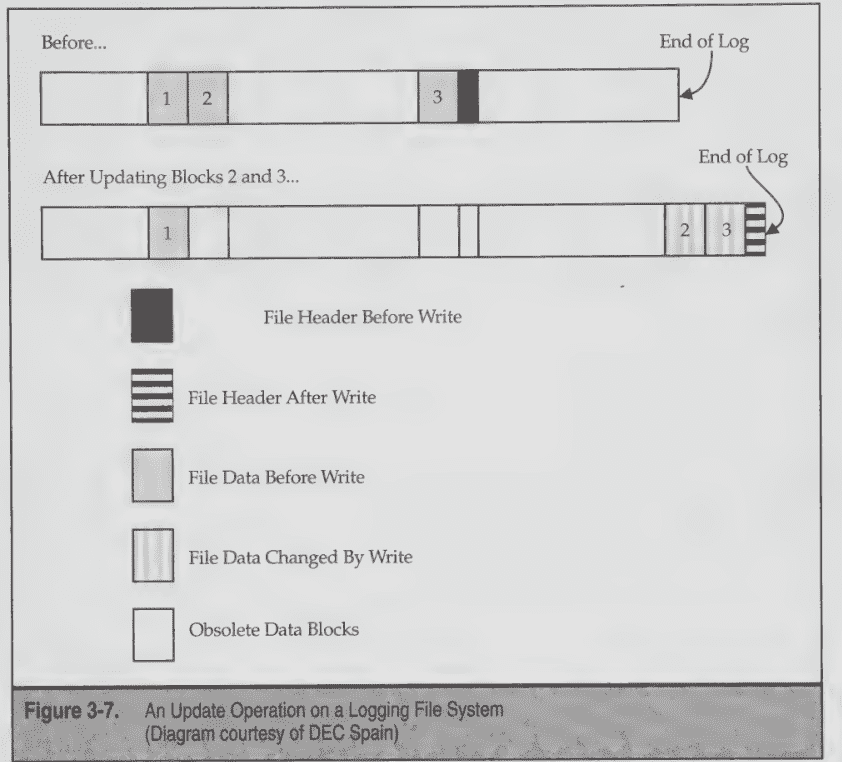 Before...
End of Log
1 2 3
End of Log
After Updating Blocks 2 and 3...
1 2 3
File Header Before Write
File Header After Write
File Data Before Write
File Data Changed By Write
Obsolete Data Blocks
Figure 3-7. An Update Operation on a Logging File System
(Diagram courtesy of DEC Spain)